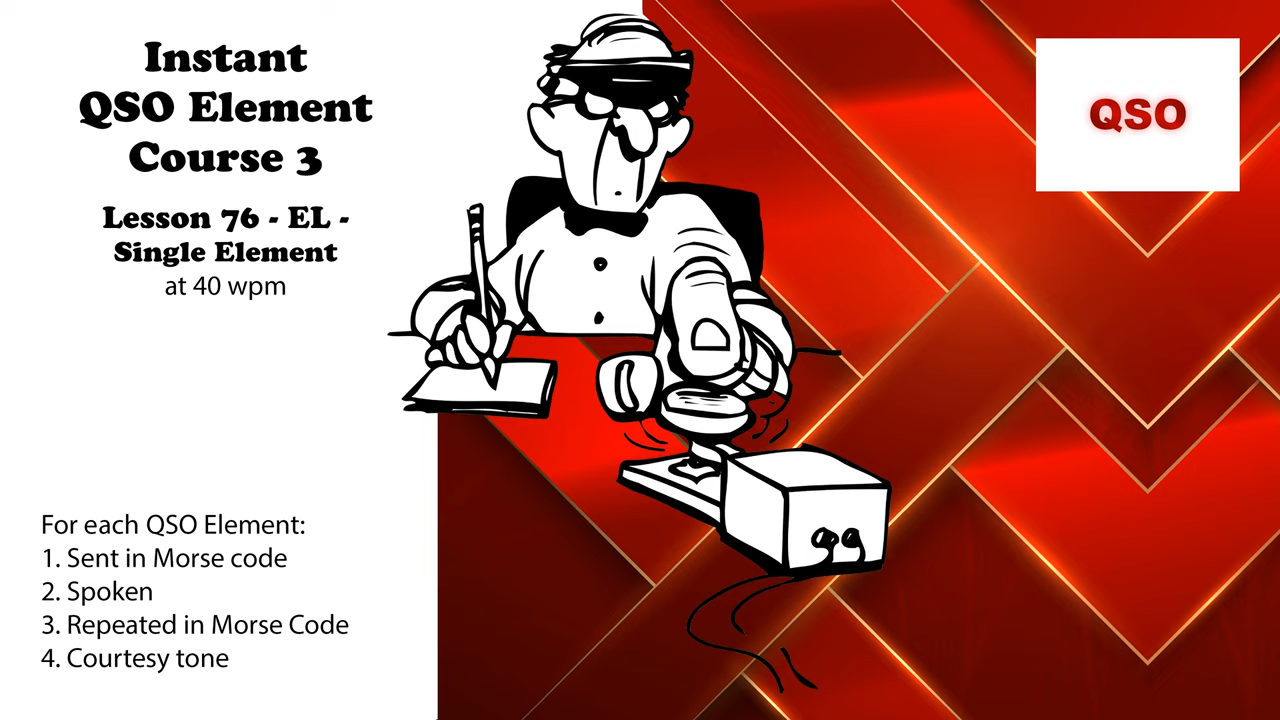 Instant
QSO Element
Course 3
Lesson 76 - EL -
Single Element
at 40 wpm
QSO
For each QSO Element:
1. Sent in Morse code
2. Spoken
3. Repeated in Morse Code
4. Courtesy tone